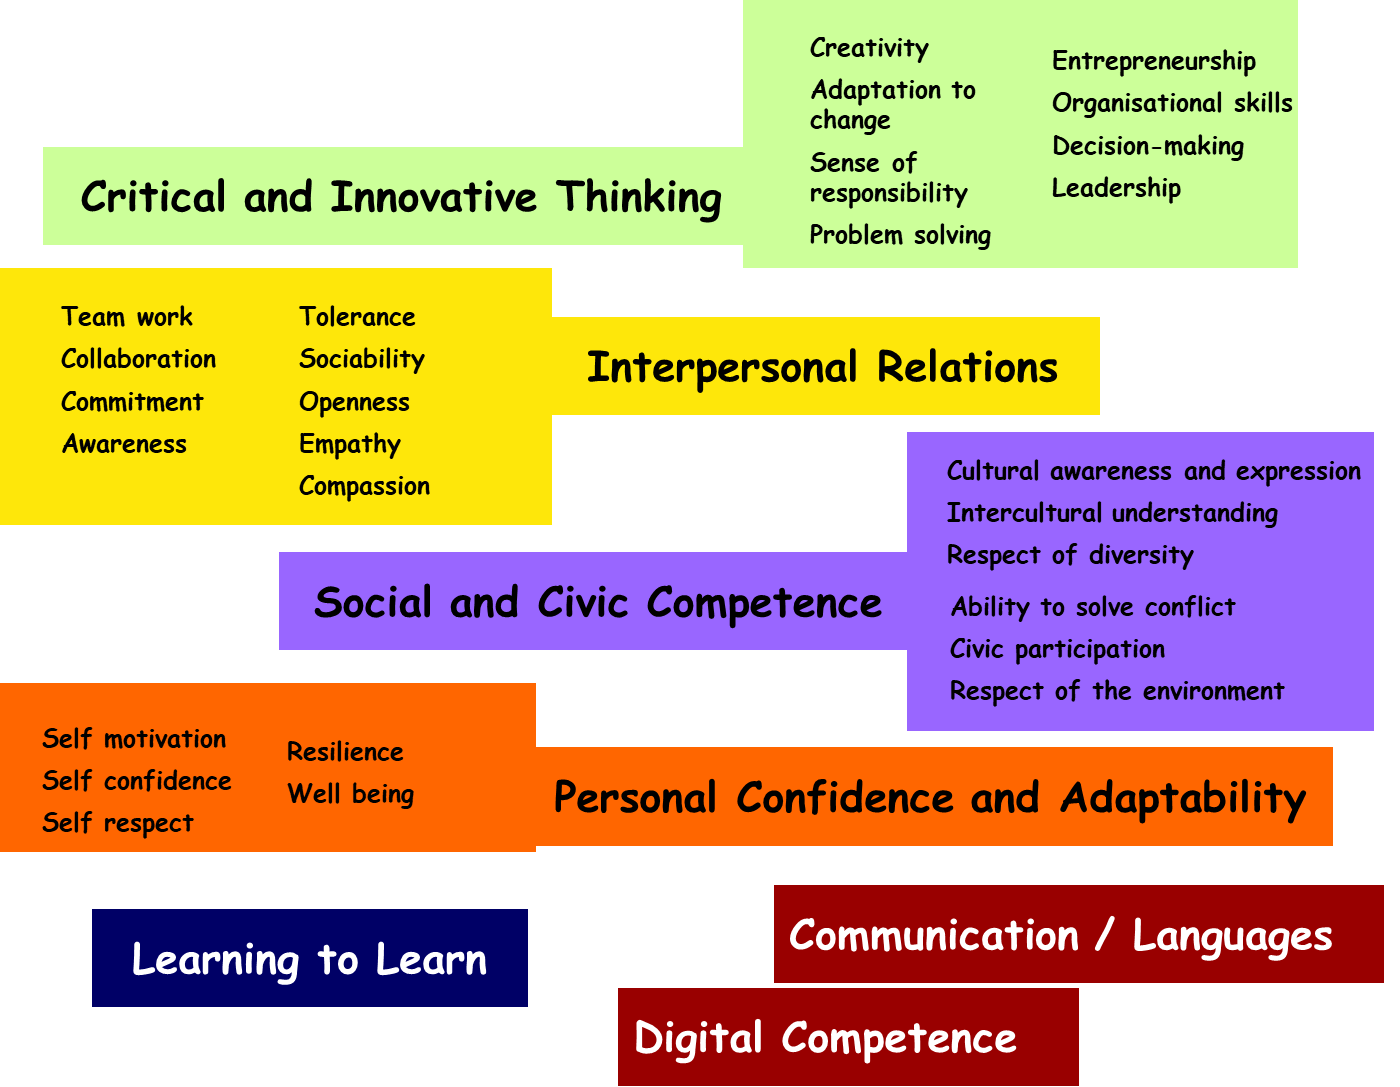 Creativity
Adaptation to
change
Sense of
responsibility
Problem solving
Entrepreneurship
Organisational skills
Decision-making
Leadership
Critical and Innovative Thinking
Team work
Collaboration
Commitment
Awareness
Tolerance
Sociability
Openness
Empathy
Compassion
Interpersonal Relations
Cultural awareness and expression
Intercultural understanding
Respect of diversity
Ability to solve conflict
Civic participation
Respect of the environment
Social and Civic Competence
Self motivation
Self confidence
Self respect
Resilience
Well being
Personal Confidence and Adaptability
Learning to Learn
Communication / Languages
Digital Competence